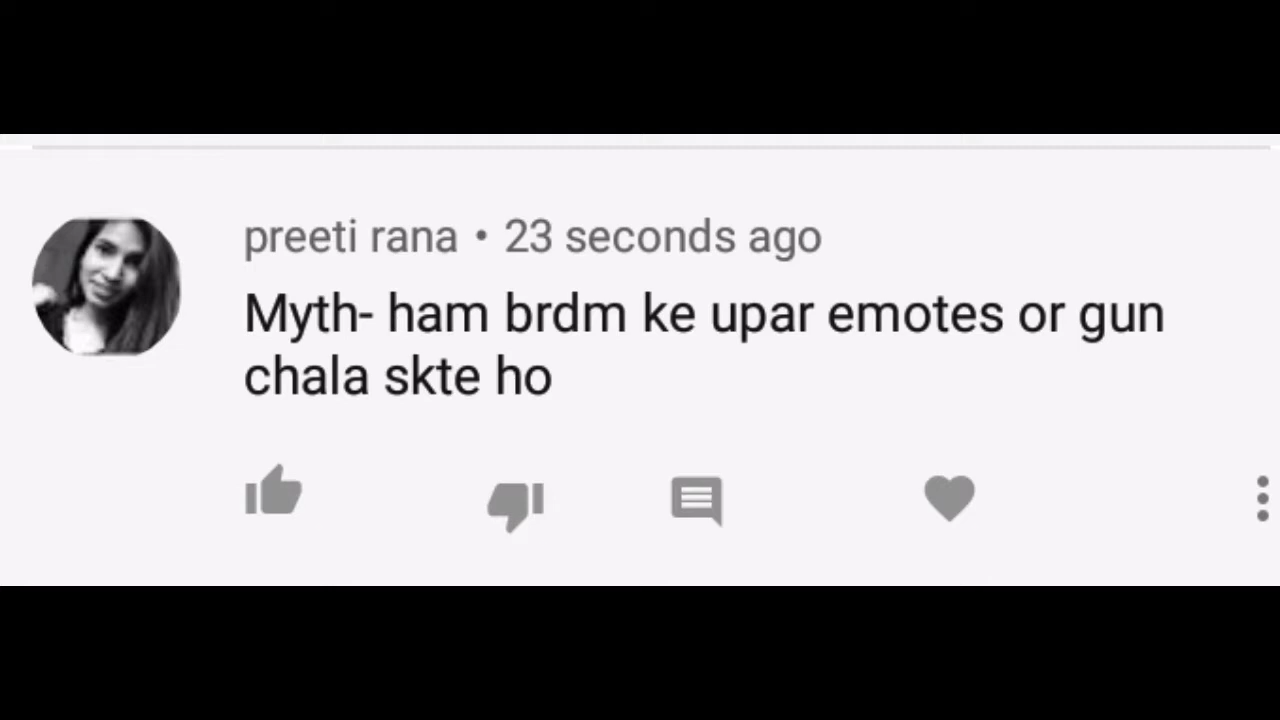 preeti rana • 23 seconds ago
Myth- ham brdm ke upar emotes or gun
chala skte ho